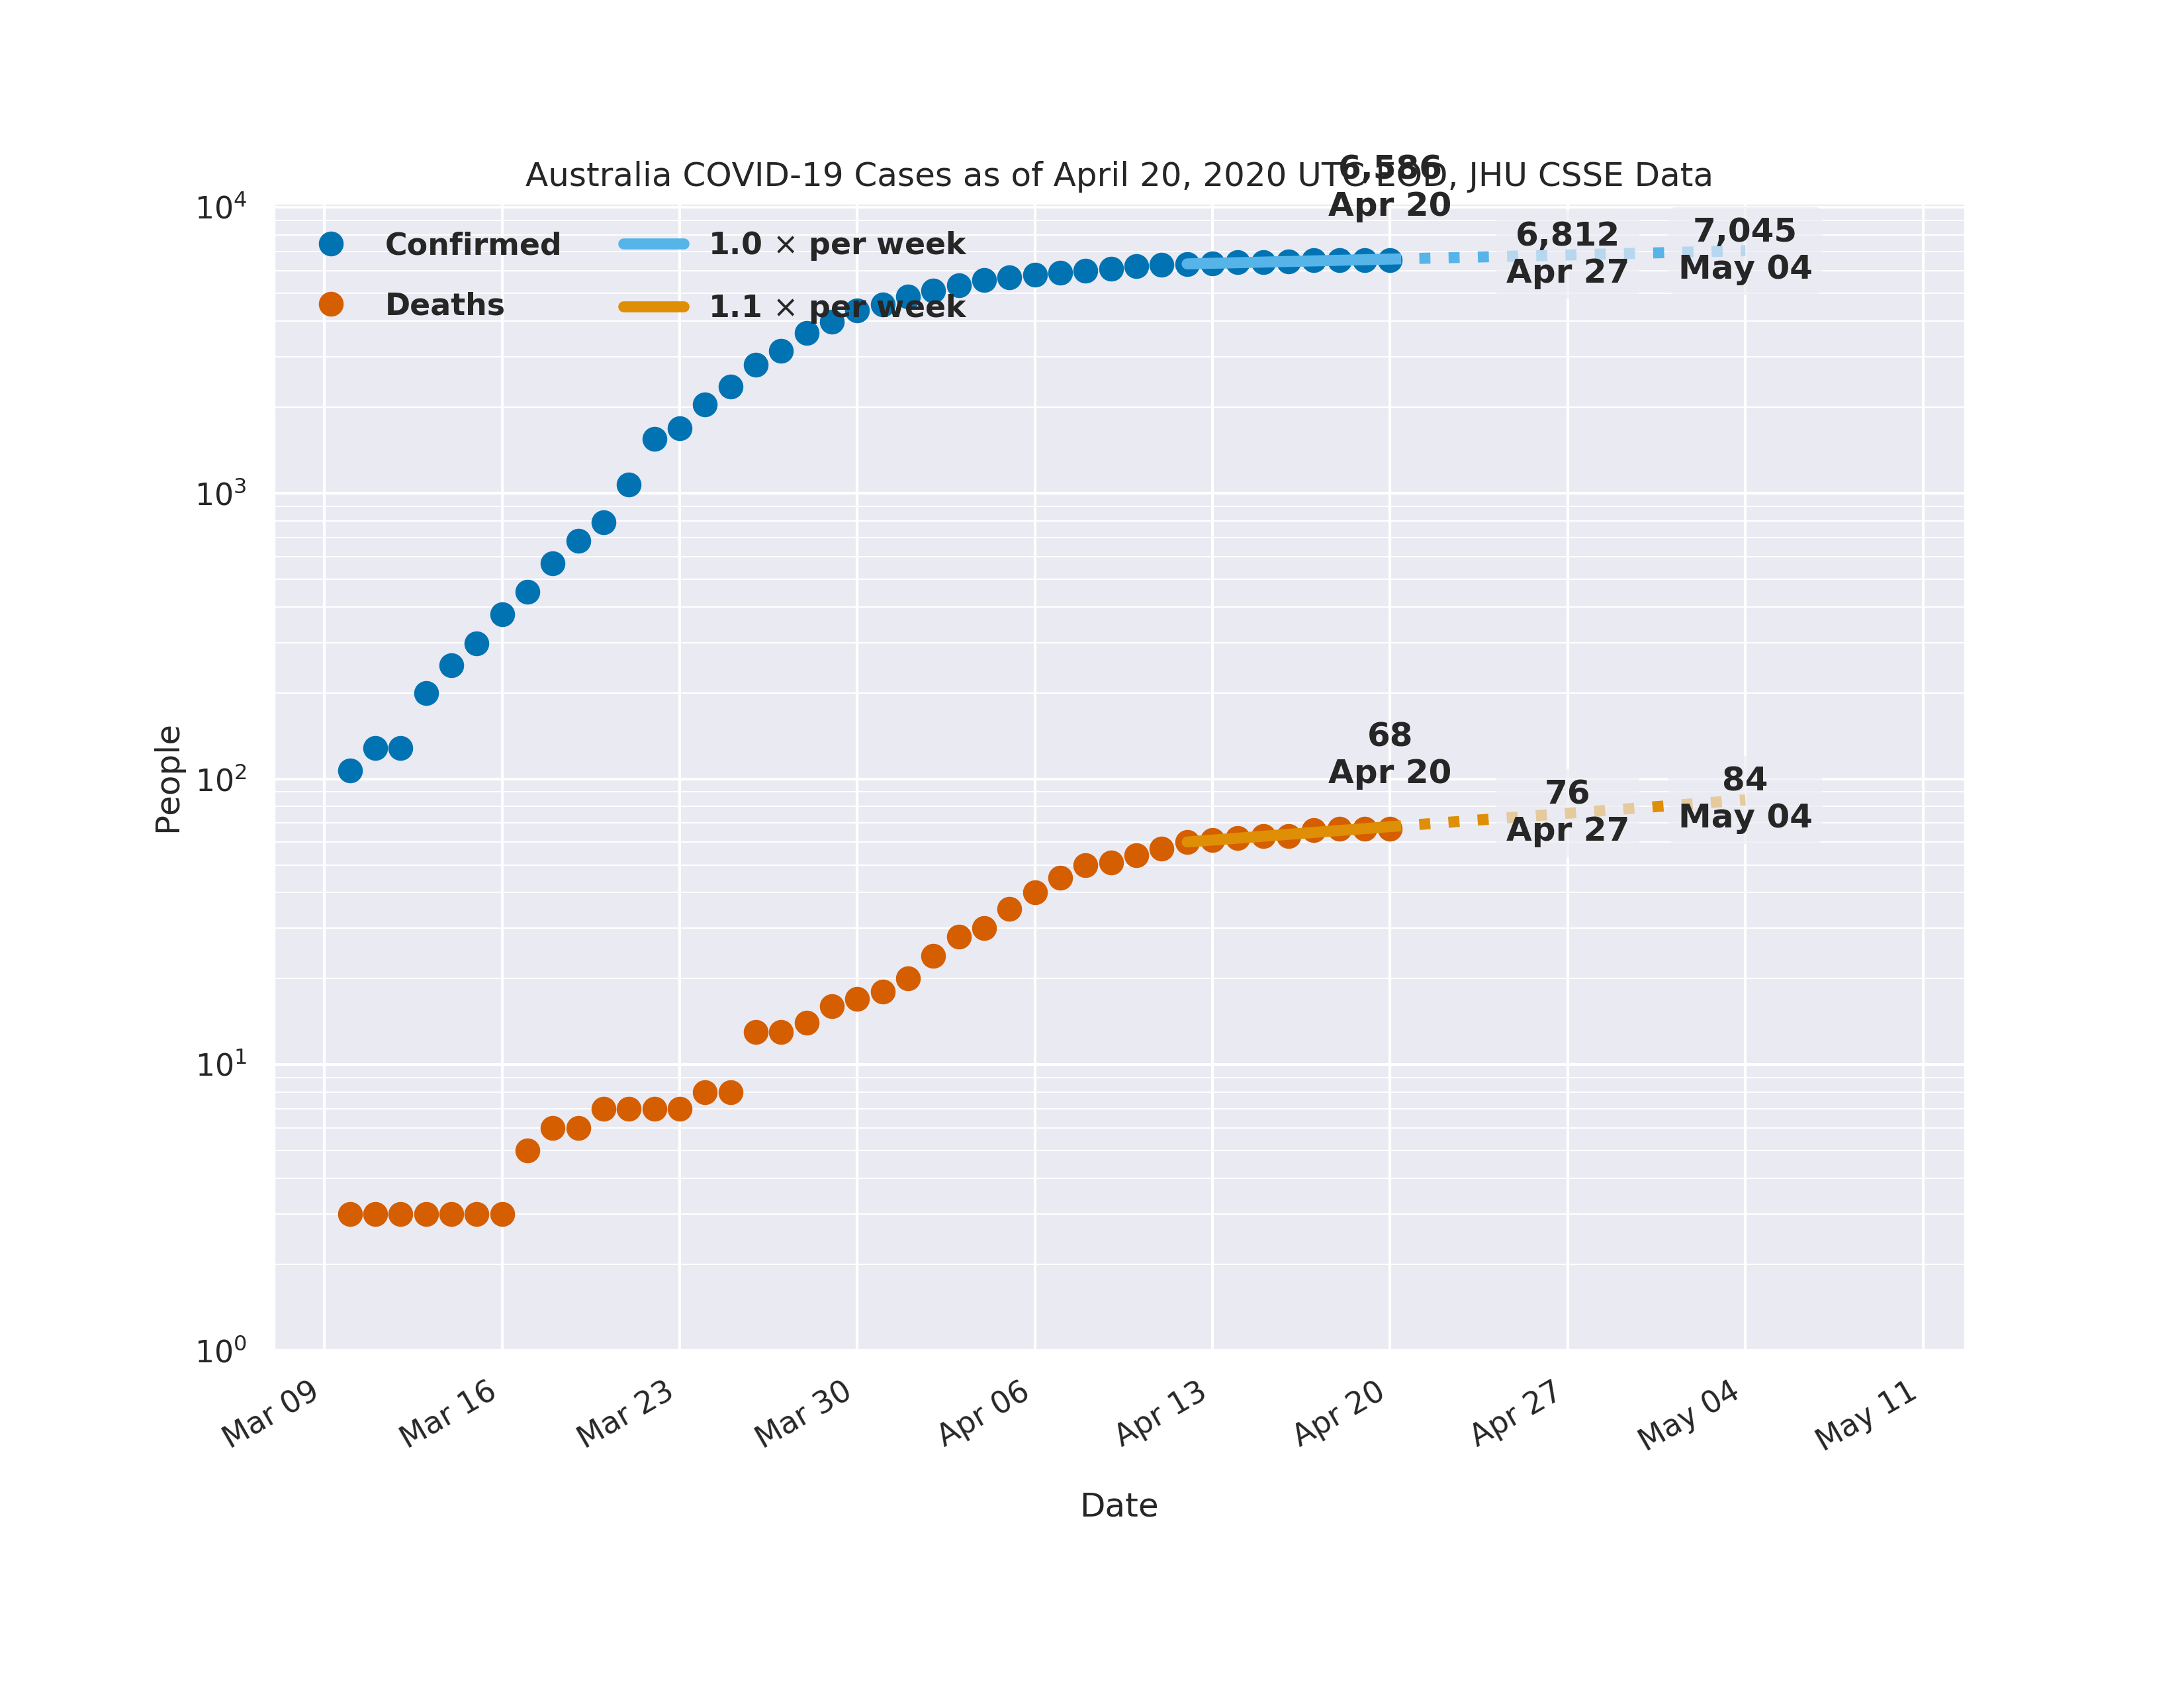 Australia COVID-19 Cases as of April 20, 2020 UTC EOD, JHU CSSE Data
6,586
Apr 20
6,812
Apr 27
7,045
May 04
Confirmed
1.0 × per week
Deaths
1.1 × per week
68
Apr 20
76
Apr 27
84
May 04
People
10⁴
10³
10²
10¹
10⁰
Mar 09
Mar 16
Mar 23
Mar 30
Apr 06
Apr 13
Apr 20
Apr 27
May 04
May 11
Date